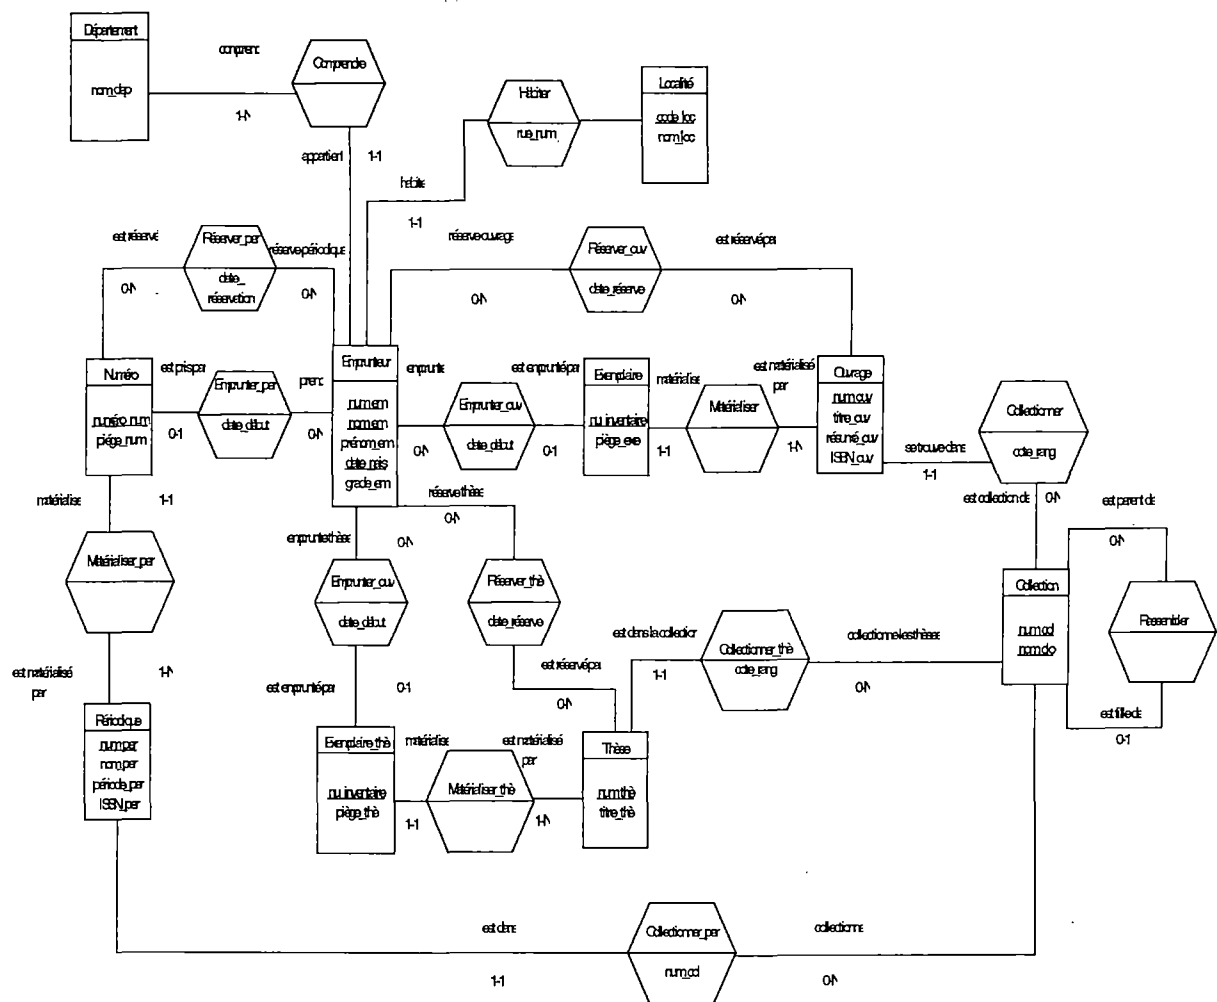 Département
nom_dep
comprend
1-N
Comprendre
appartient
1-1
Habiter
rue_num
habite
1-1
Localité
code_loc
nom_loc
est réservé
0-N
Réserver_per
date_
réservation
réserve périodique
0-N
réserve ouvrage
0-N
Réserver_ouv
date_réserve
est réservé par
0-N
Numéro
numéro_num
piège_num
est pris par
0-1
Emprunter_per
date_début
prend
0-N
Emprunteur
num_em
nom_em
prénom_em
date_nais
grade_em
emprunte
0-N
Emprunter_ouv
date_début
est emprunté par
0-1
Exemplaire
nu_inventaire
piège_exe
matérialise
1-1
Matérialiser
est matérialisé
par
1-N
Ouvrage
num_ouv
titre_ouv
résumé_ouv
ISBN_ouv
se trouve dans
1-1
Collectionner
cote_rang
est collection de
0-N
matérialise
1-1
Matérialiser_per
est matérialisé
par
1-N
Périodique
num_per
nom_per
période_per
ISSN_per
emprunte thèse
0-N
Emprunter_ouv
date_début
est emprunté par
0-1
réserve thèse
0-N
Réserver_thè
date_réserve
est réservé par
0-N
Exemplaire_thè
nu_inventaire
piège_thè
matérialise
1-1
Matérialiser_thè
est matérialisé
par
1-N
Thèse
num_thè
titre_thè
est dans la collection
1-1
Collectionner_thè
cote_rang
collectionne les thèses
0-N
Collection
num_col
nom_clo
est parent de
0-N
Rassembler
est fille de
0-1
est dans
1-1
Collectionner_per
num_col
collectionne
0-N